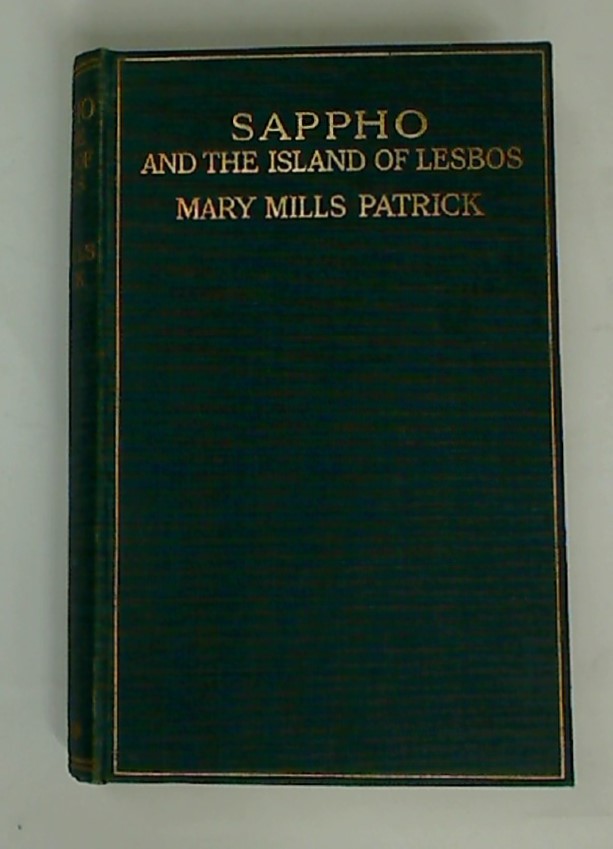 SAPPHO
AND THE ISLAND OF LESBOS
MARY MILLS PATRICK